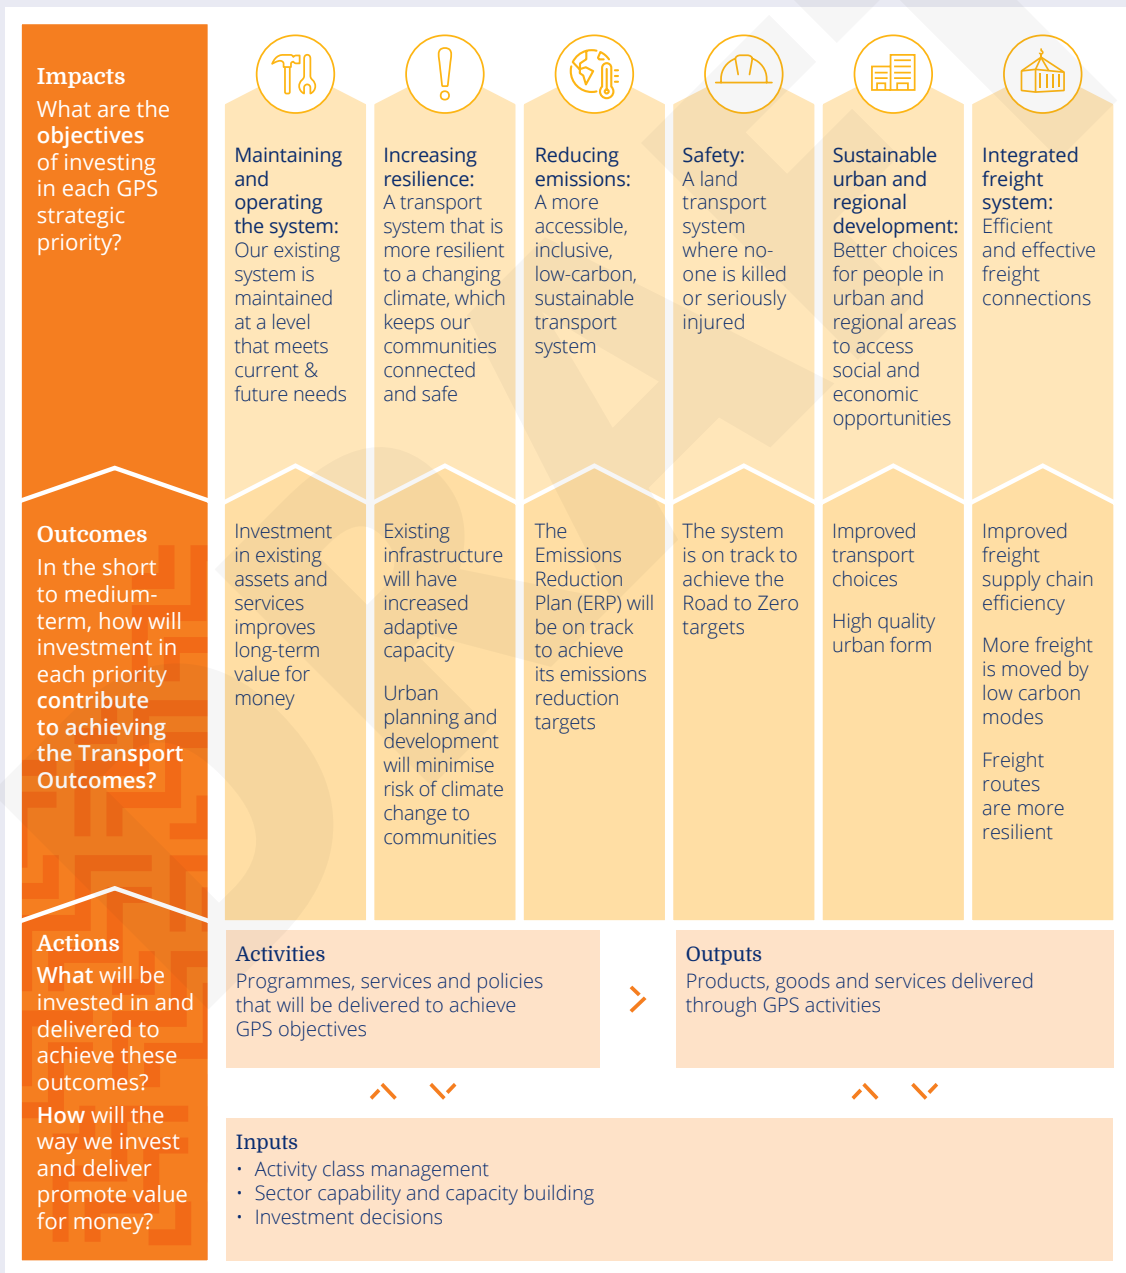 Impacts
What are the
objectives
of investing
in each GPS
strategic
priority?
Maintaining
and
operating
the system:
Our existing
system is
maintained
at a level
that meets
current &
future needs
Increasing
resilience:
A transport
system that is
more resilient
to a changing
climate, which
keeps our
communities
connected
and safe
Reducing
emissions:
A more
accessible,
inclusive,
low-carbon,
sustainable
transport
system
Safety:
A land
transport
system
where no-
one is killed
or seriously
injured
Sustainable
urban and
regional
development:
Better choices
for people in
urban and
regional areas
to access
social and
economic
opportunities
Integrated
freight
system:
Efficient
and effective
freight
connections
Outcomes
In the short
to medium-
term, how will
investment in
each priority
contribute
to achieving
the Transport
Outcomes?
Investment
in existing
assets and
services
improves
long-term
value for
money
Existing
infrastructure
will have
increased
adaptive
capacity
Urban
planning and
development
will minimise
risk of climate
change to
communities
The
Emissions
Reduction
Plan (ERP) will
be on track
to achieve
its emissions
reduction
targets
The system
is on track to
achieve the
Road to Zero
targets
Improved
transport
choices
High quality
urban form
Improved
freight
supply chain
efficiency
More freight
is moved by
low carbon
modes
Freight
routes
are more
resilient
Actions
What will be
invested in and
delivered to
achieve these
outcomes?
How will the
way we invest
and deliver
promote value
for money?
Activities
Programmes, services and policies
that will be delivered to achieve
GPS objectives
Outputs
Products, goods and services delivered
through GPS activities
Inputs
• Activity class management
• Sector capability and capacity building
• Investment decisions
DRAFT